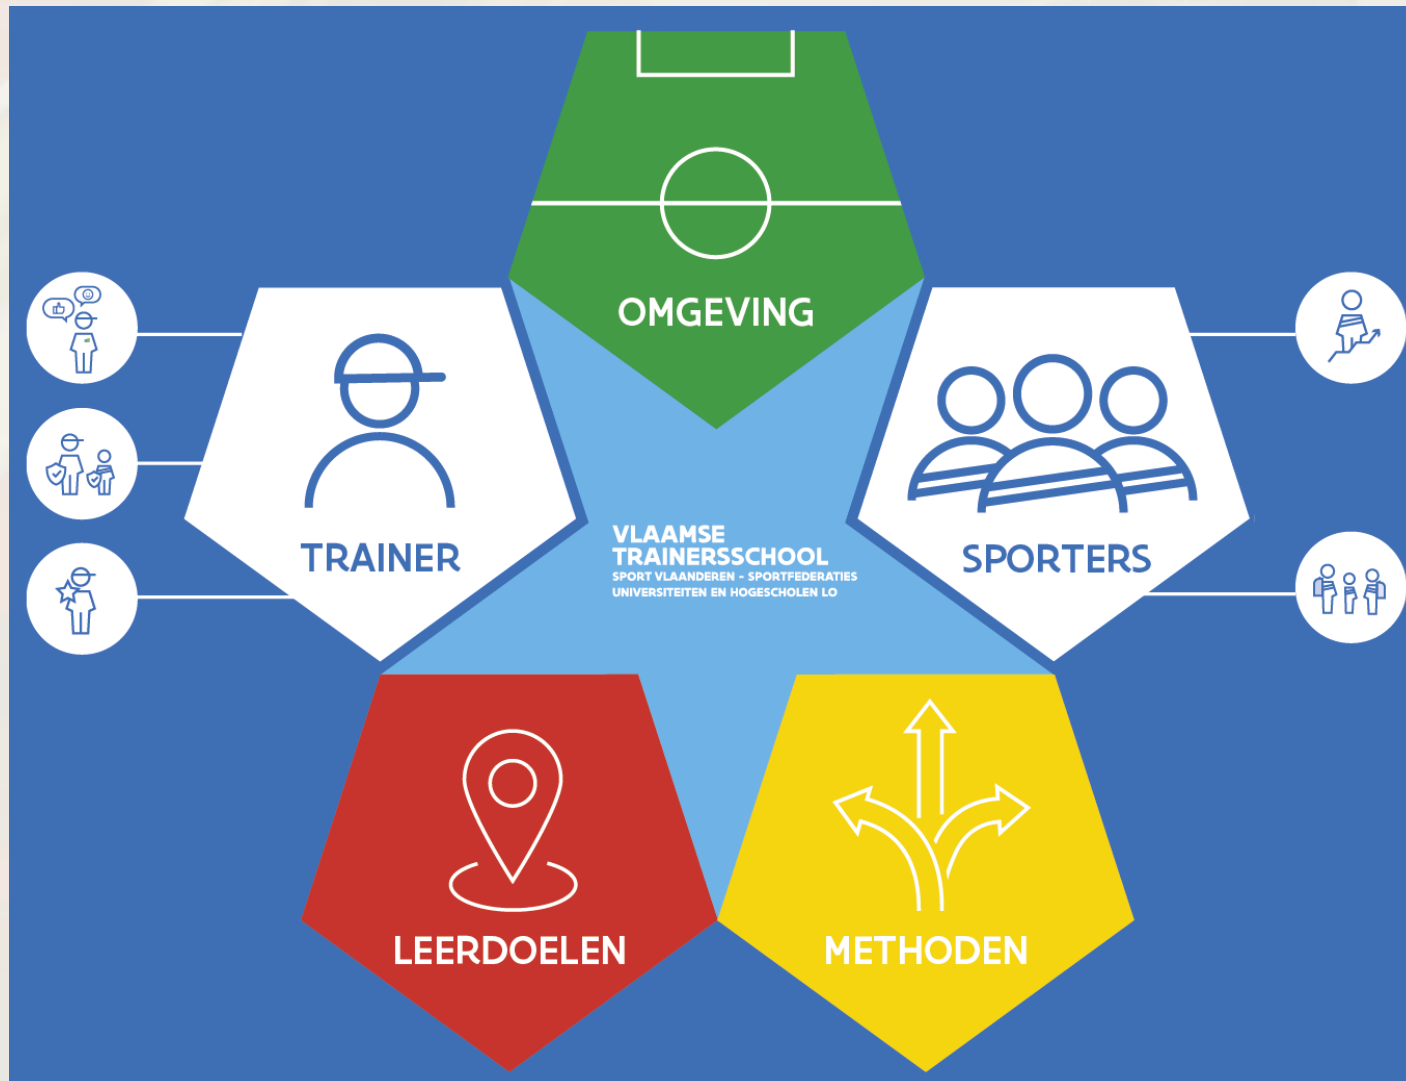 OMGEVING
TRAINER
SPORTERS
VLAAMSE
TRAINERSSCHOOL
SPORT VLAANDEREN - SPORTFEDERATIES
UNIVERSITEITEN EN HOGESCHOLEN LO
LEERDOELEN
METHODEN